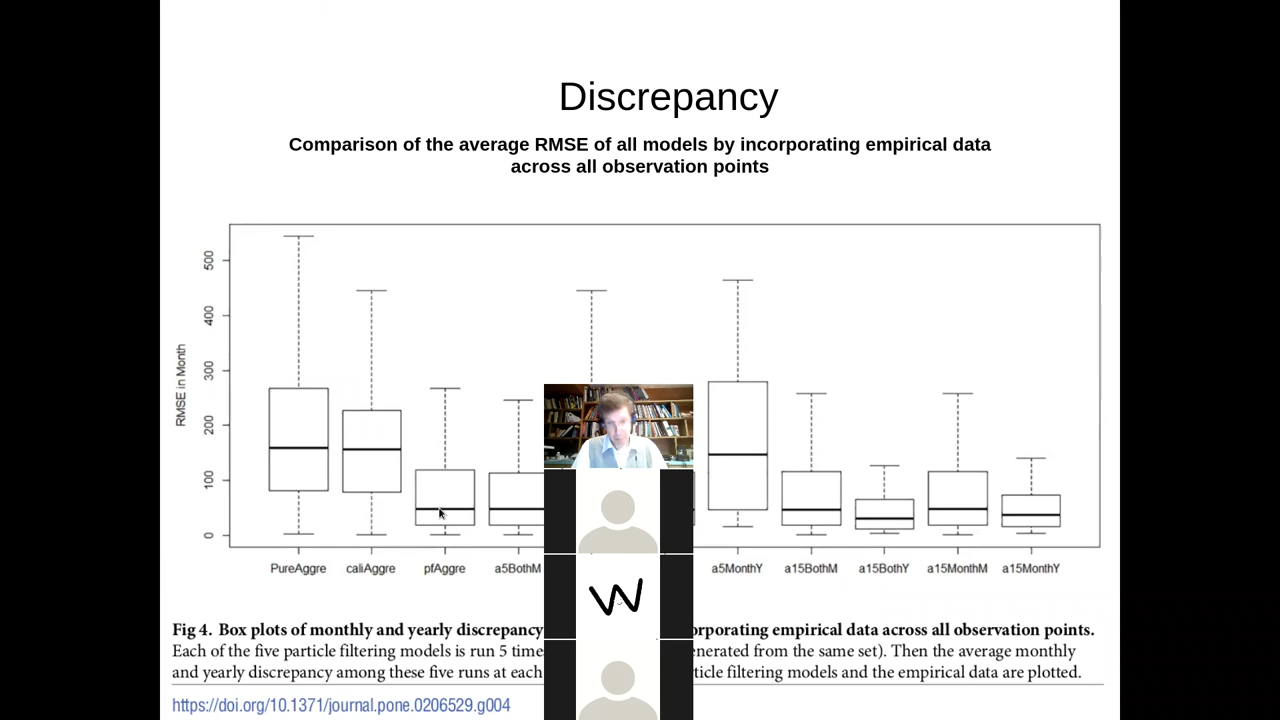 Discrepancy
Comparison of the average RMSE of all models by incorporating empirical data
across all observation points
RMSE in Month
500
400
300
200
100
0
PureAggre caliAggre pfAggre a5BothM a5MonthY a15BothM a15BothY a15MonthM a15MonthY
W
Fig 4. Box plots of monthly and yearly discrepancy empirical data across all observation points.
Each of the five particle filtering models is run 5 from the same set). Then the average monthly
and yearly discrepancy among these five runs at each filtering models and the empirical data are plotted.
https://doi.org/10.1371/journal.pone.0206529.g004